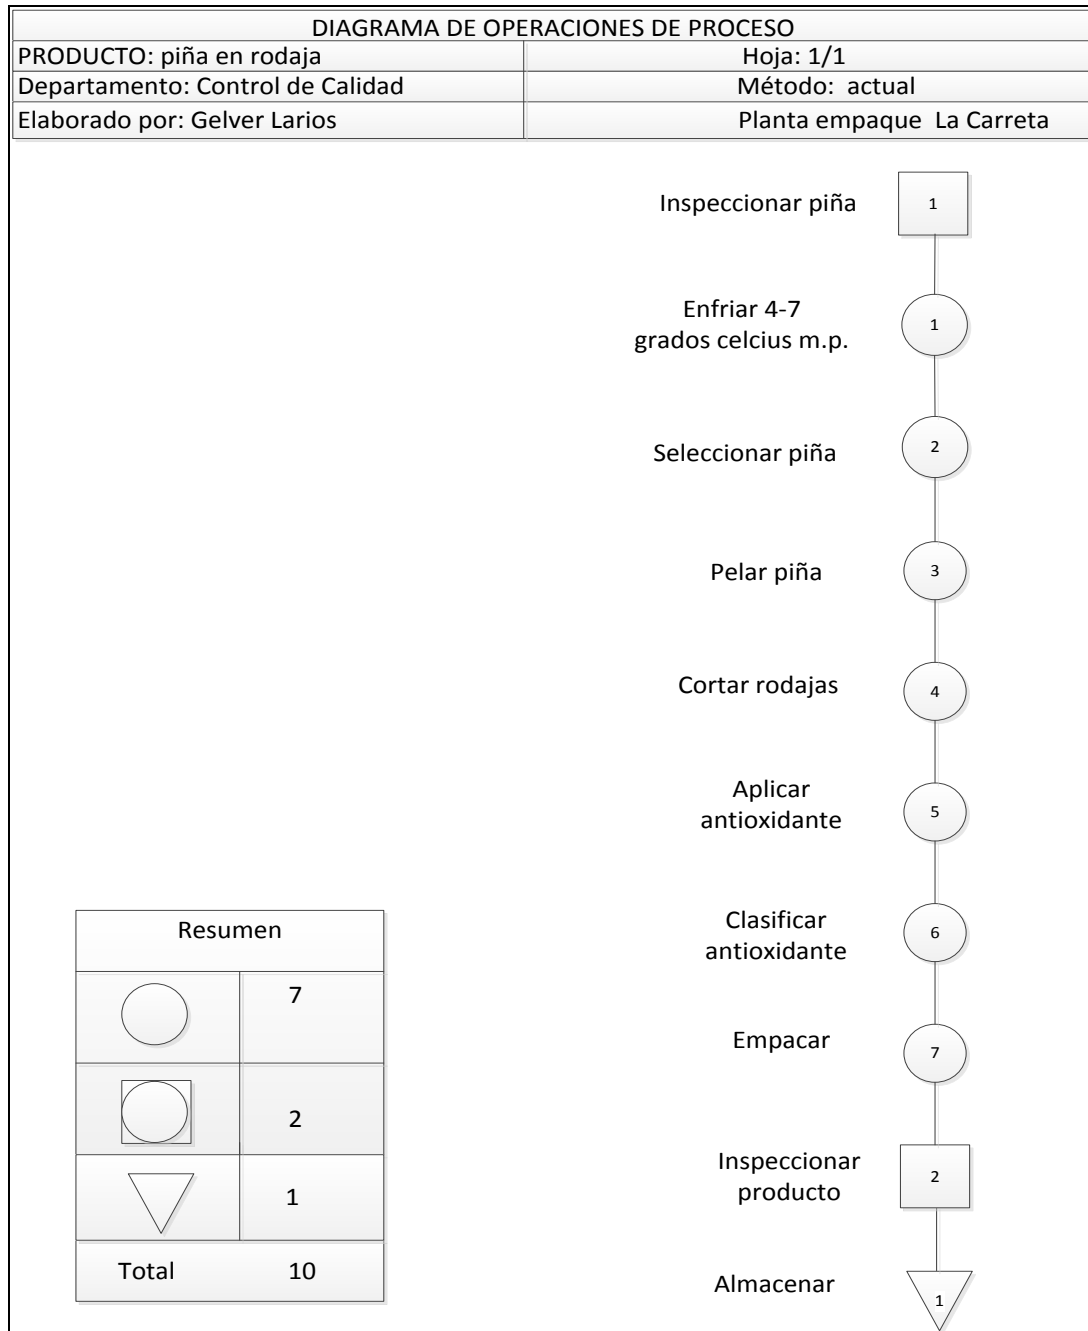 DIAGRAMA DE OPERACIONES DE PROCESO
PRODUCTO: piña en rodaja
Hoja: 1/1
Departamento: Control de Calidad
Método: actual
Elaborado por: Gelver Larios
Planta empaque La Carreta
Inspeccionar piña
1
Enfriar 4-7
grados celcius m.p.
1
Seleccionar piña
2
Pelar piña
3
Cortar rodajas
4
Aplicar
antioxidante
5
Clasificar
antioxidante
6
Empacar
7
Inspeccionar
producto
2
Almacenar
1
Resumen
7
2
1
Total 10